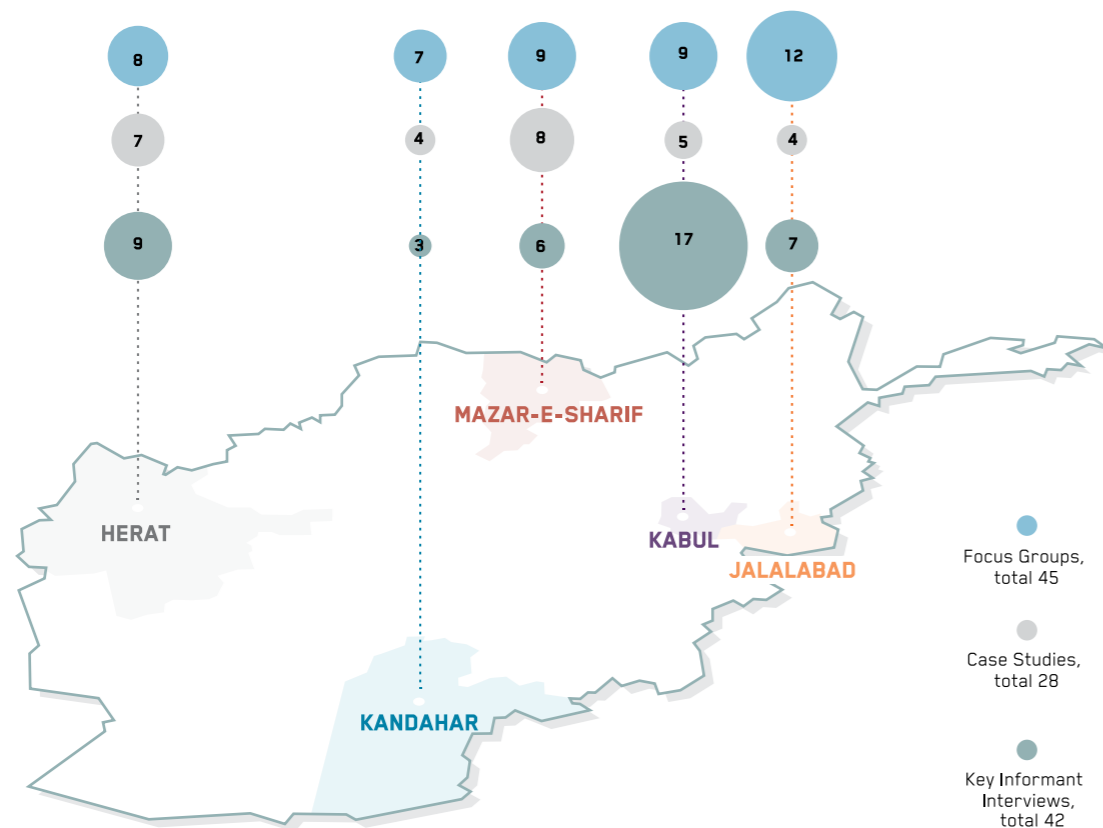 8
7
9
9
12
7
4
8
5
4
9
3
6
17
7
MAZAR-E-SHARIF
HERAT
KABUL
JALALABAD
KANDAHAR
Focus Groups,
total 45
Case Studies,
total 28
Key Informant
Interviews,
total 42